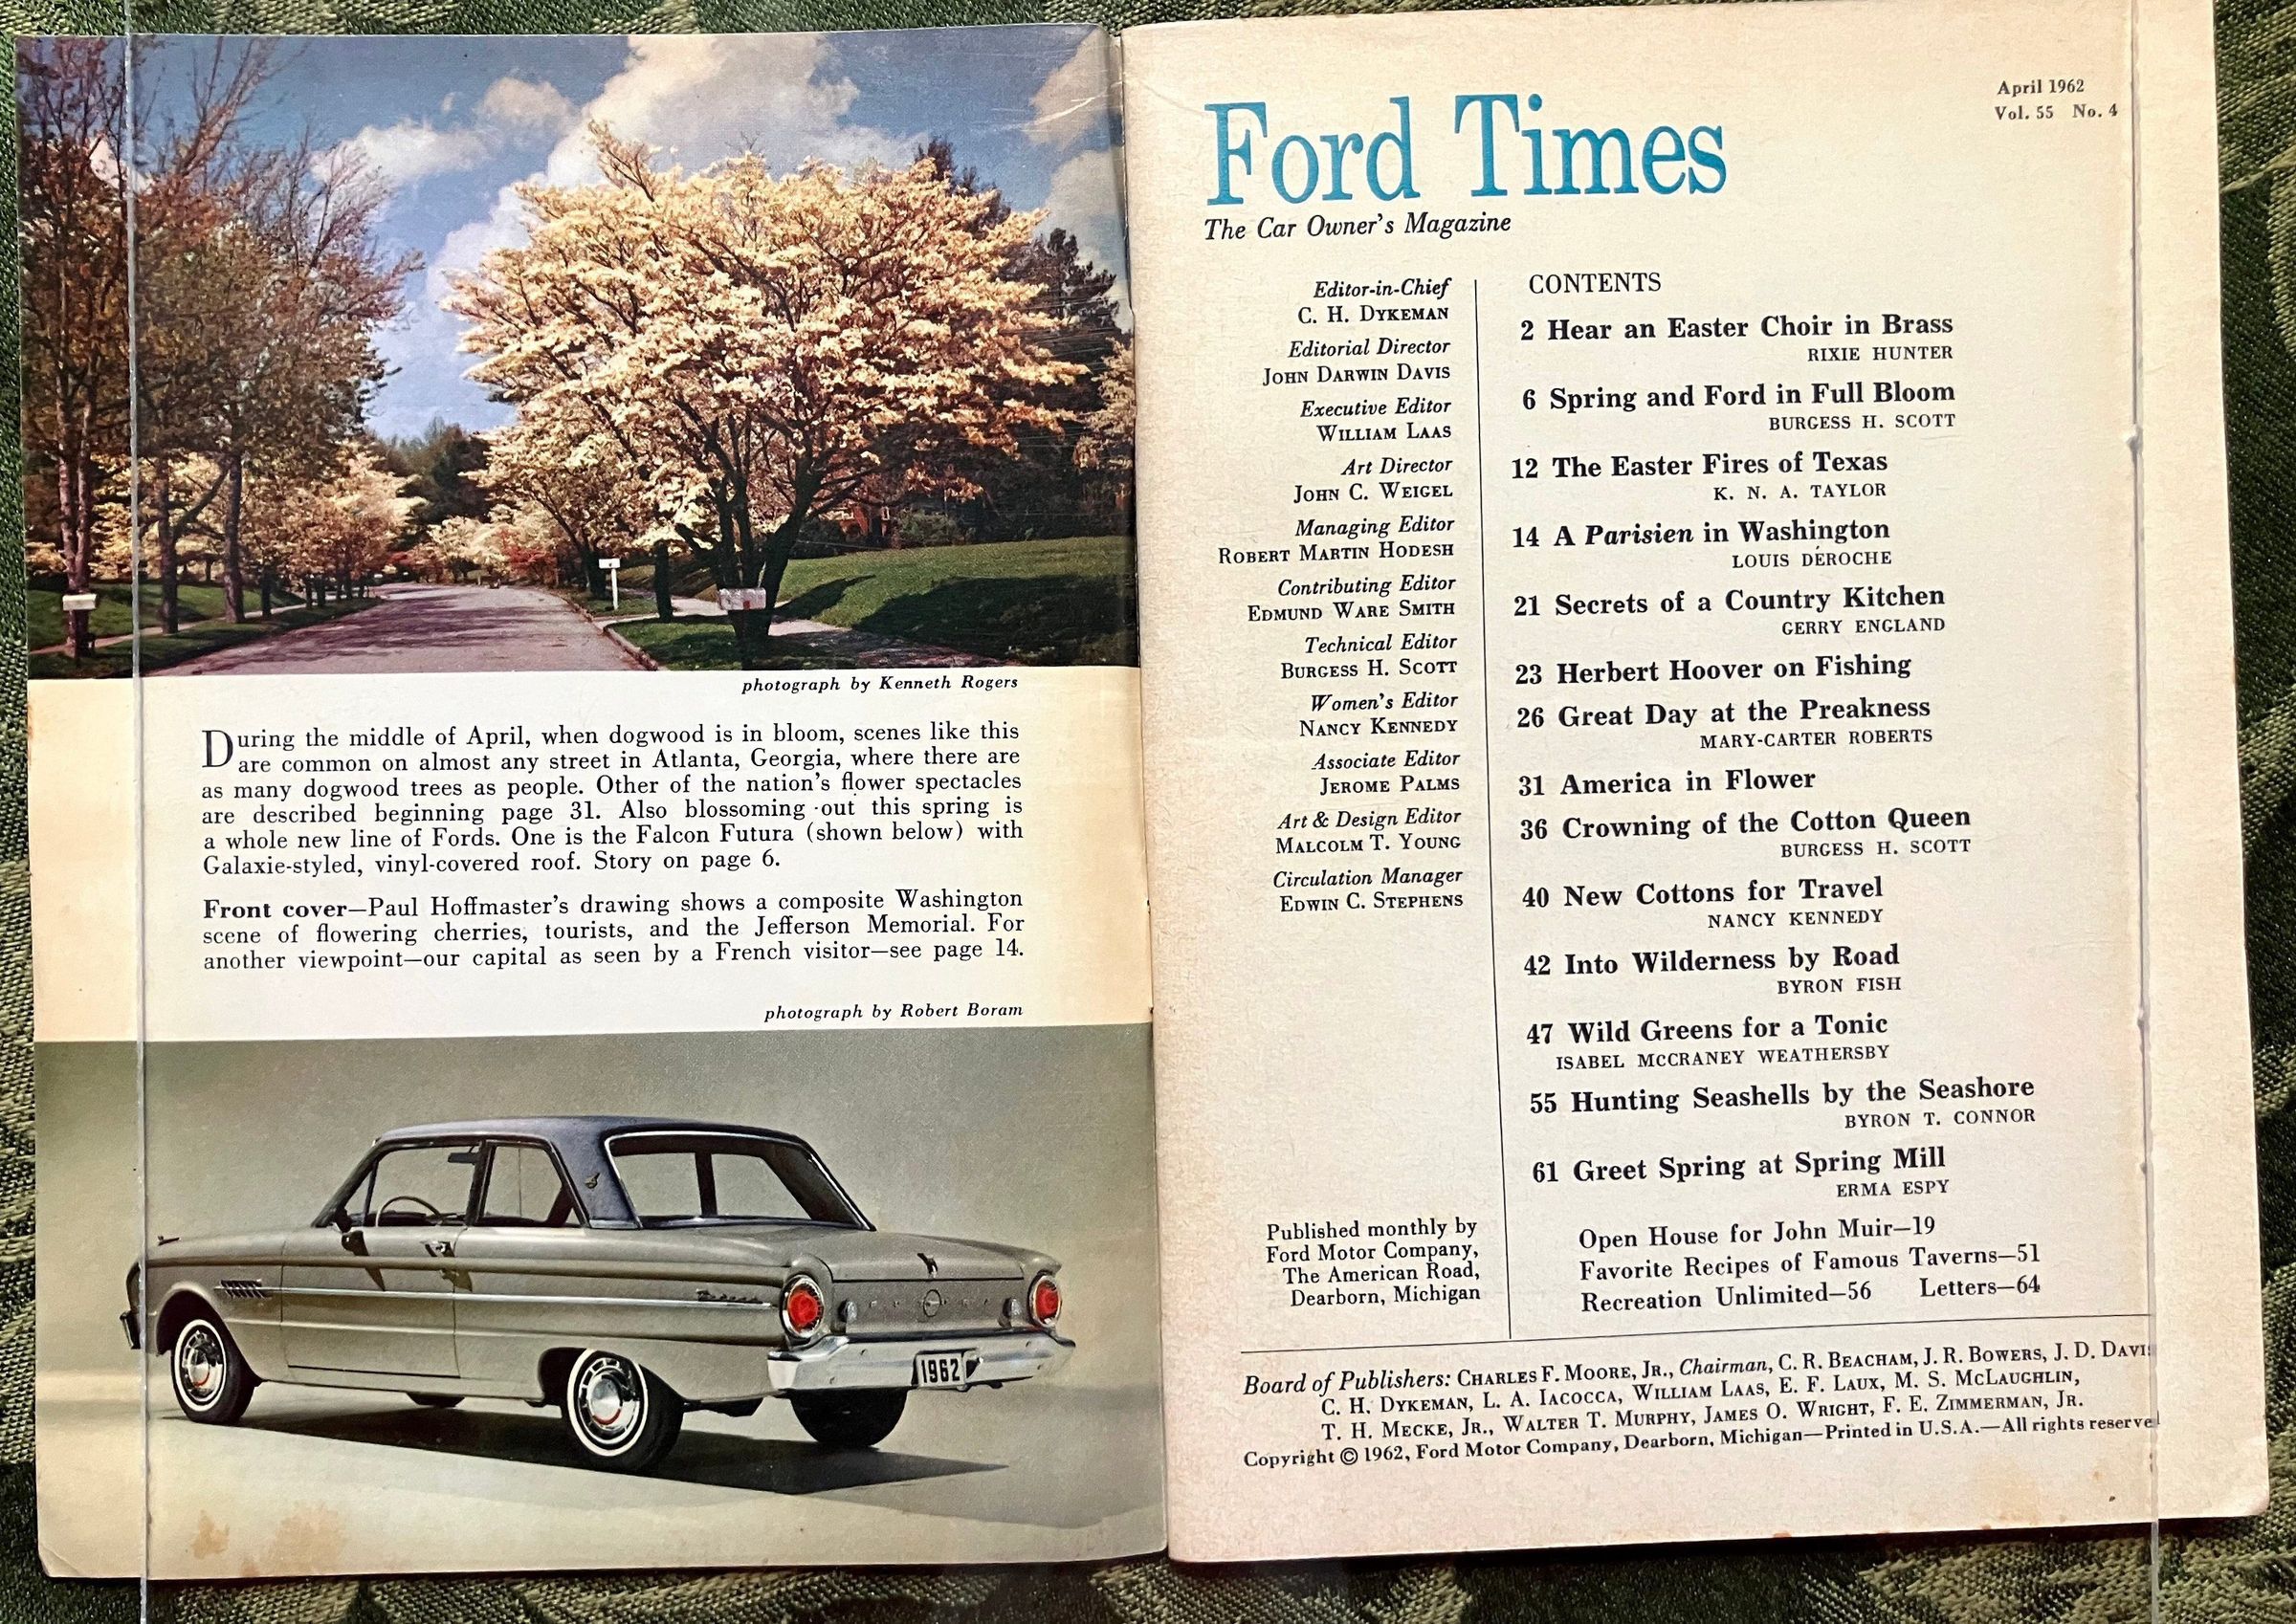 photograph by Kenneth Rogers
During the middle of April, when dogwood is in bloom, scenes like this
are common on almost any street in Atlanta, Georgia, where there are
as many dogwood trees as people. Other of the nation's flower spectacles
are described beginning page 31. Also blossoming out this spring is
a whole new line of Fords. One is the Falcon Futura (shown below) with
Galaxie-styled, vinyl-covered roof. Story on page 6.
Front cover—Paul Hoffmaster's drawing shows a composite Washington
scene of flowering cherries, tourists, and the Jefferson Memorial. For
another viewpoint—our capital as seen by a French visitor—see page 14.
photograph by Robert Boram
1962
April 1962
Vol. 55 No. 4
Ford Times
The Car Owner's Magazine
Editor-in-Chief
C. H. DYKEMAN
Editorial Director
JOHN DARWIN DAVIS
Executive Editor
WILLIAM LAAS
Art Director
JOHN C. WEIGEL
Managing Editor
ROBERT MARTIN HODESH
Contributing Editor
EDMUND WARE SMITH
Technical Editor
BURGESS H. SCOTT
Women's Editor
NANCY KENNEDY
Associate Editor
JEROME PALMS
Art & Design Editor
MALCOLM T. YOUNG
Circulation Manager
EDWIN C. STEPHENS
Published monthly by
Ford Motor Company,
The American Road,
Dearborn, Michigan
CONTENTS
2 Hear an Easter Choir in Brass
RIXIE HUNTER
6 Spring and Ford in Full Bloom
BURGESS H. SCOTT
12 The Easter Fires of Texas
K. N. A. TAYLOR
14 A Parisien in Washington
LOUIS DÉROCHE
21 Secrets of a Country Kitchen
GERRY ENGLAND
23 Herbert Hoover on Fishing
26 Great Day at the Preakness
MARY-CARTER ROBERTS
31 America in Flower
36 Crowning of the Cotton Queen
BURGESS H. SCOTT
40 New Cottons for Travel
NANCY KENNEDY
42 Into Wilderness by Road
BYRON FISH
47 Wild Greens for a Tonic
ISABEL MCCRANEY WEATHERSBY
55 Hunting Seashells by the Seashore
BYRON T. CONNOR
61 Greet Spring at Spring Mill
ERMA ESPY
Open House for John Muir—19
Favorite Recipes of Famous Taverns—51
Recreation Unlimited—56 Letters—64
Board of Publishers: CHARLES F. MOORE, JR., Chairman, C. R. BEACHAM, J. R. BOWERS, J. D. DAVIS
C. H. DYKEMAN, L. A. IACOCCA, WILLIAM LAAS, E. F. LAUX, M. S. MCLAUGHLIN,
T. H. MECKE, JR., WALTER T. MURPHY, JAMES O. WRIGHT, F. E. ZIMMERMAN, JR.
Copyright © 1962, Ford Motor Company, Dearborn, Michigan—Printed in U.S.A.—All rights reserve